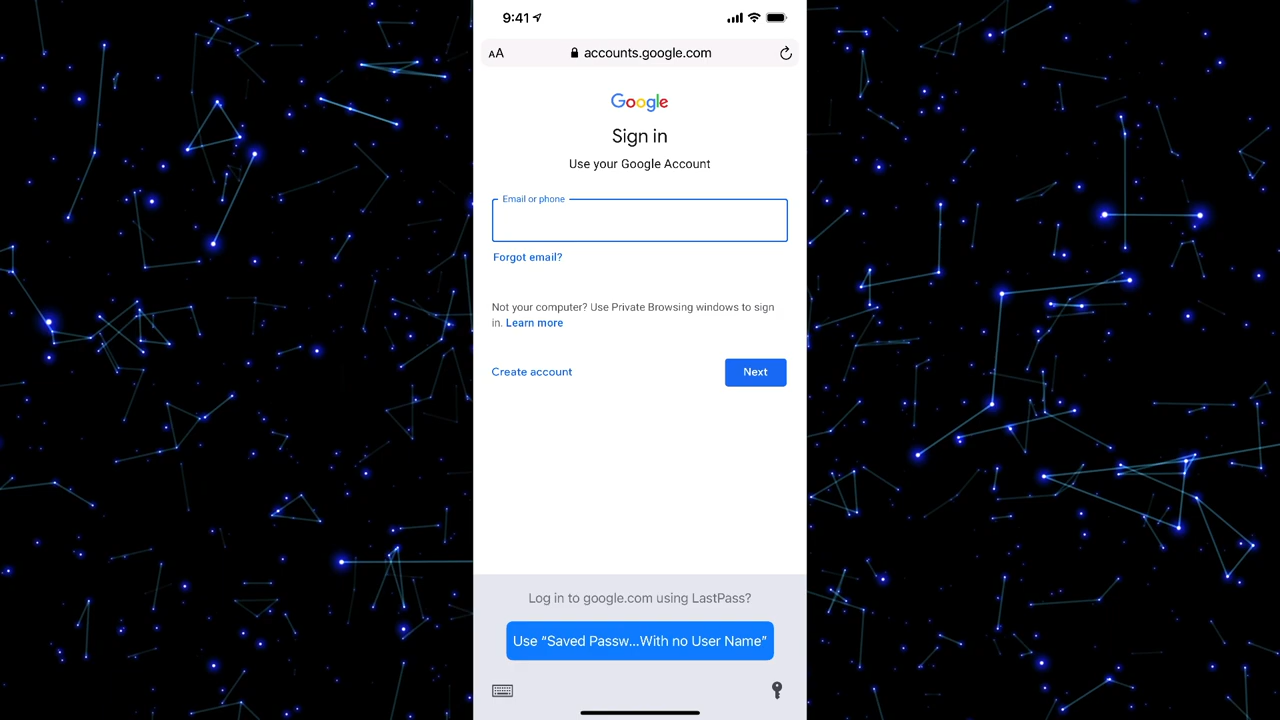 9:41
AA accounts.google.com
Google
Sign in
Use your Google Account
Email or phone
Forgot email?
Not your computer? Use Private Browsing windows to sign
in. Learn more
Create account Next
Log in to google.com using LastPass?
Use “Saved Passw...With no User Name”